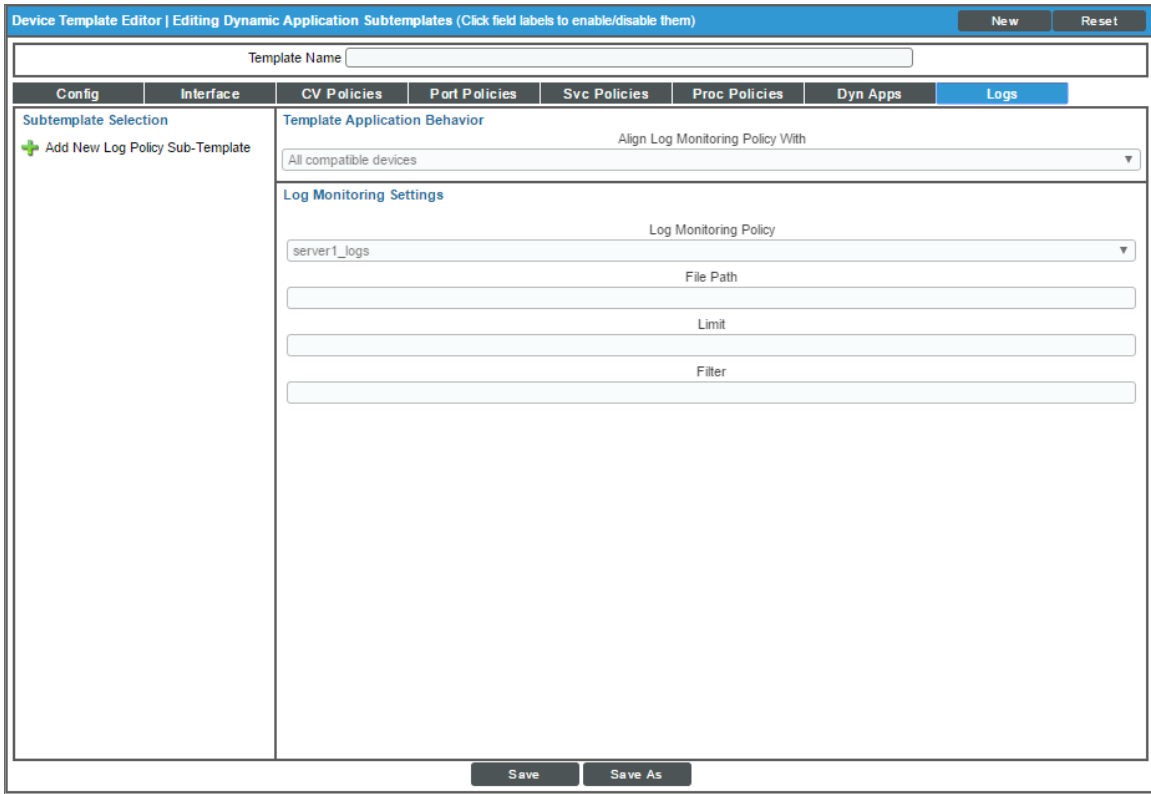 Device Template Editor | Editing Dynamic Application Subtemplates (Click field labels to enable/disable them) New Reset
Template Name
Config Interface CV Policies Port Policies Svc Policies Proc Policies Dyn Apps Logs
Subtemplate Selection
Add New Log Policy Sub-Template
Template Application Behavior
Align Log Monitoring Policy With
All compatible devices
Log Monitoring Settings
Log Monitoring Policy
server1_logs
File Path
Limit
Filter
Save Save As